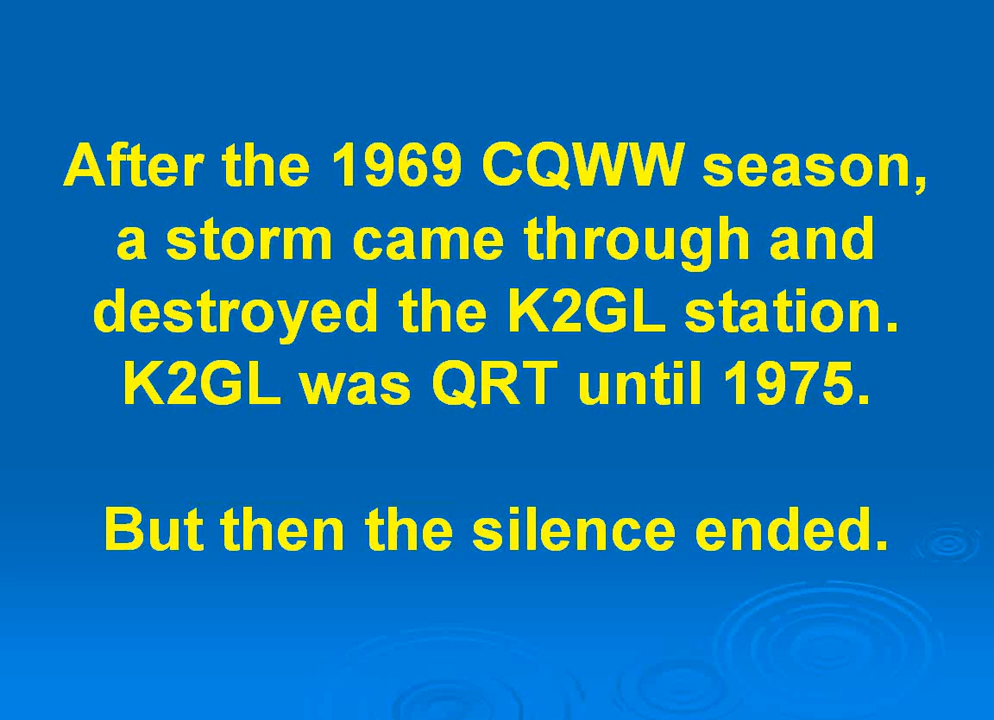 After the 1969 CQWW season,
a storm came through and
destroyed the K2GL station.
K2GL was QRT until 1975.
But then the silence ended.